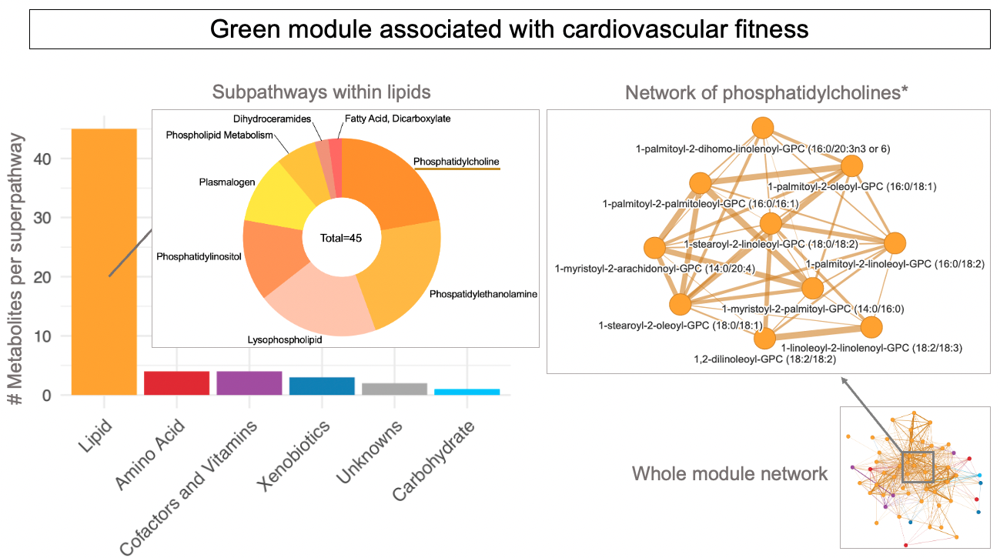 Green module associated with cardiovascular fitness
Subpathways within lipids
Network of phosphatidylcholines*
# Metabolites per superpathway
40
30
20
10
0
Dihydroceramides
Fatty Acid, Dicarboxylate
Phospholipid Metabolism
Phosphatidylcholine
Plasmalogen
Total=45
Phosphatidylinositol
Phospatidylethanolamine
Lysophospholipid
1-palmitoyl-2-dihomo-linolenoyl-GPC (16:0/20:3n3 or 6)
1-palmitoyl-2-oleoyl-GPC (16:0/18:1)
1-palmitoyl-2-palmitoleoyl-GPC (16:0/16:1)
1-stearoyl-2-linoleoyl-GPC (18:0/18:2)
1-palmitoyl-2-linoleoyl-GPC (16:0/18:2)
1-myristoyl-2-arachidonoyl-GPC (14:0/20:4)
1-myristoyl-2-palmitoyl-GPC (14:0/16:0)
1-stearoyl-2-oleoyl-GPC (18:0/18:1)
1-linoleoyl-2-linolenoyl-GPC (18:2/18:3)
1,2-dilinoleoyl-GPC (18:2/18:2)
Lipid
Amino Acid
Cofactors and Vitamins
Xenobiotics
Unknowns
Carbohydrate
Whole module network